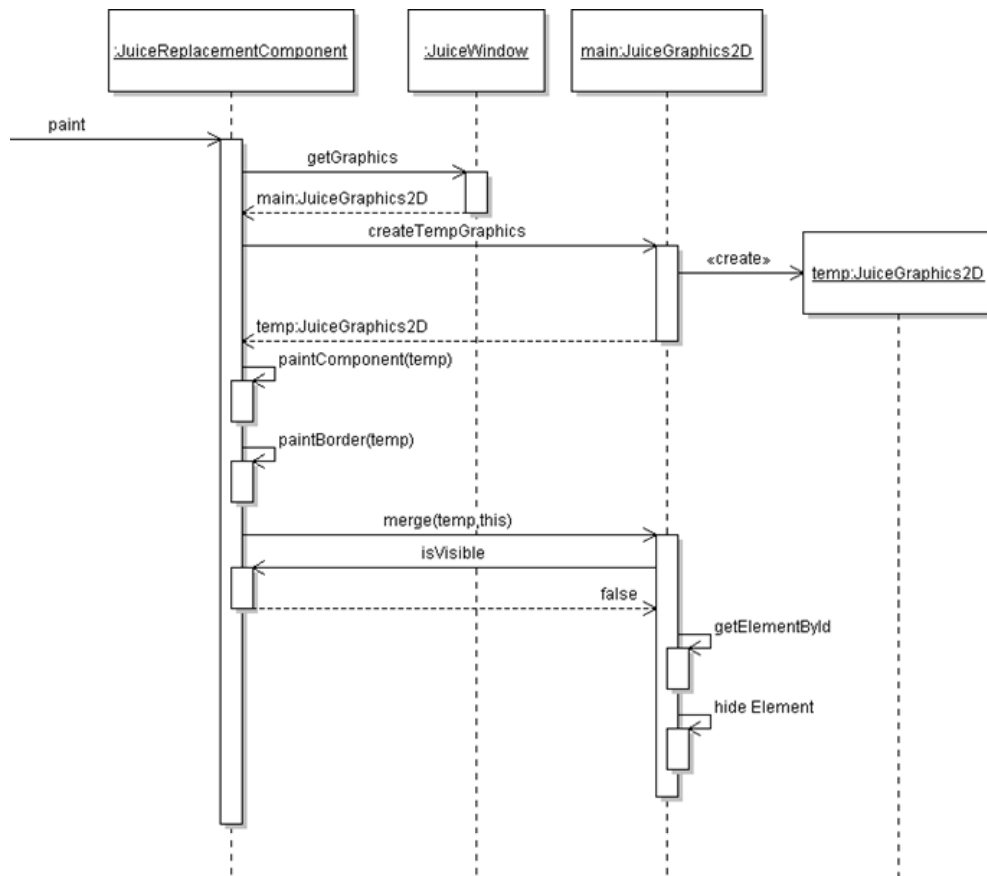 :JuiceReplacementComponent
:JuiceWindow
main:JuiceGraphics2D
paint
getGraphics
main:JuiceGraphics2D
createTempGraphics
«create»
temp:JuiceGraphics2D
temp:JuiceGraphics2D
paintComponent(temp)
paintBorder(temp)
merge(temp,this)
isVisible
false
getElementById
hide Element